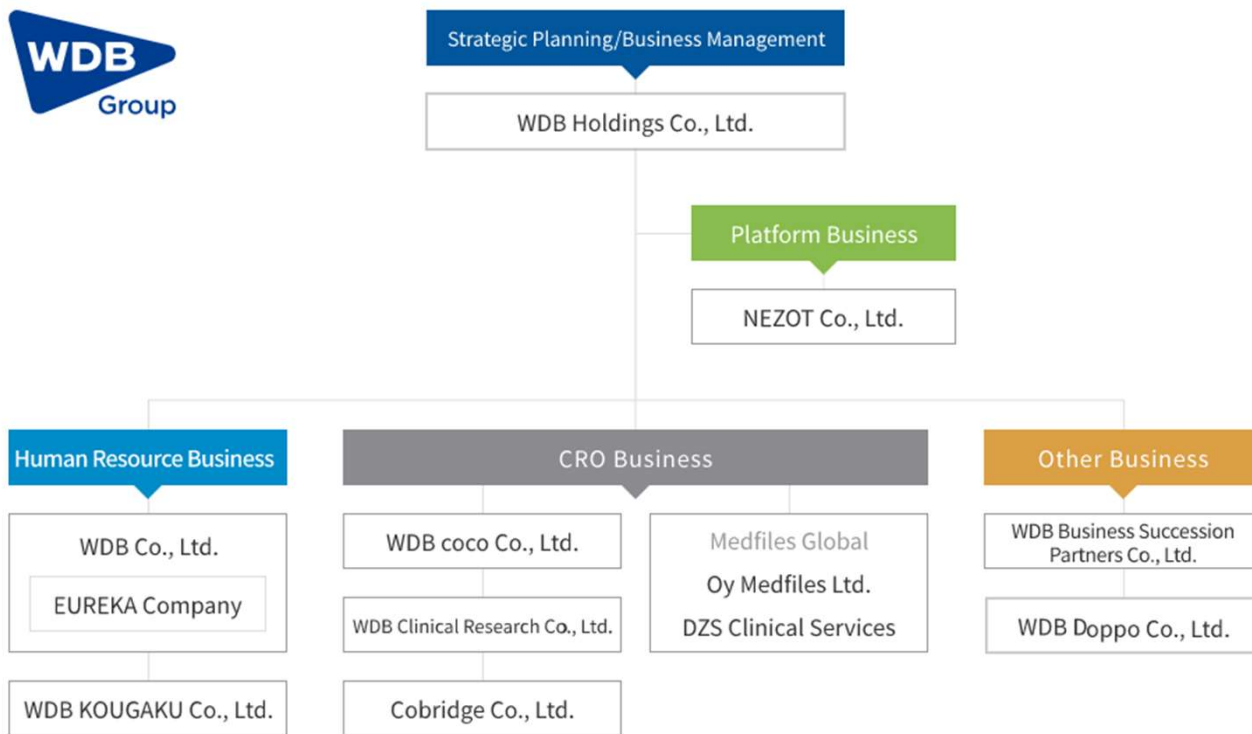 WDB
Group
Strategic Planning/Business Management
WDB Holdings Co., Ltd.
Platform Business
NEZOT Co., Ltd.
Human Resource Business
WDB Co., Ltd.
EUREKA Company
WDB KOUGAKU Co., Ltd.
CRO Business
WDB coco Co., Ltd.
WDB Clinical Research Co., Ltd.
Cobridge Co., Ltd.
Medfiles Global
Oy Medfiles Ltd.
DZS Clinical Services
Other Business
WDB Business Succession
Partners Co., Ltd.
WDB Doppo Co., Ltd.